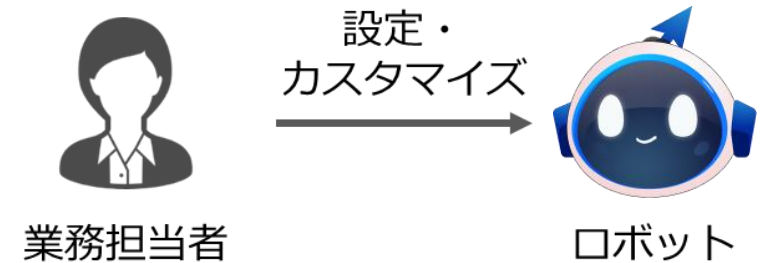 設定・
カスタマイズ
業務担当者
ロボット